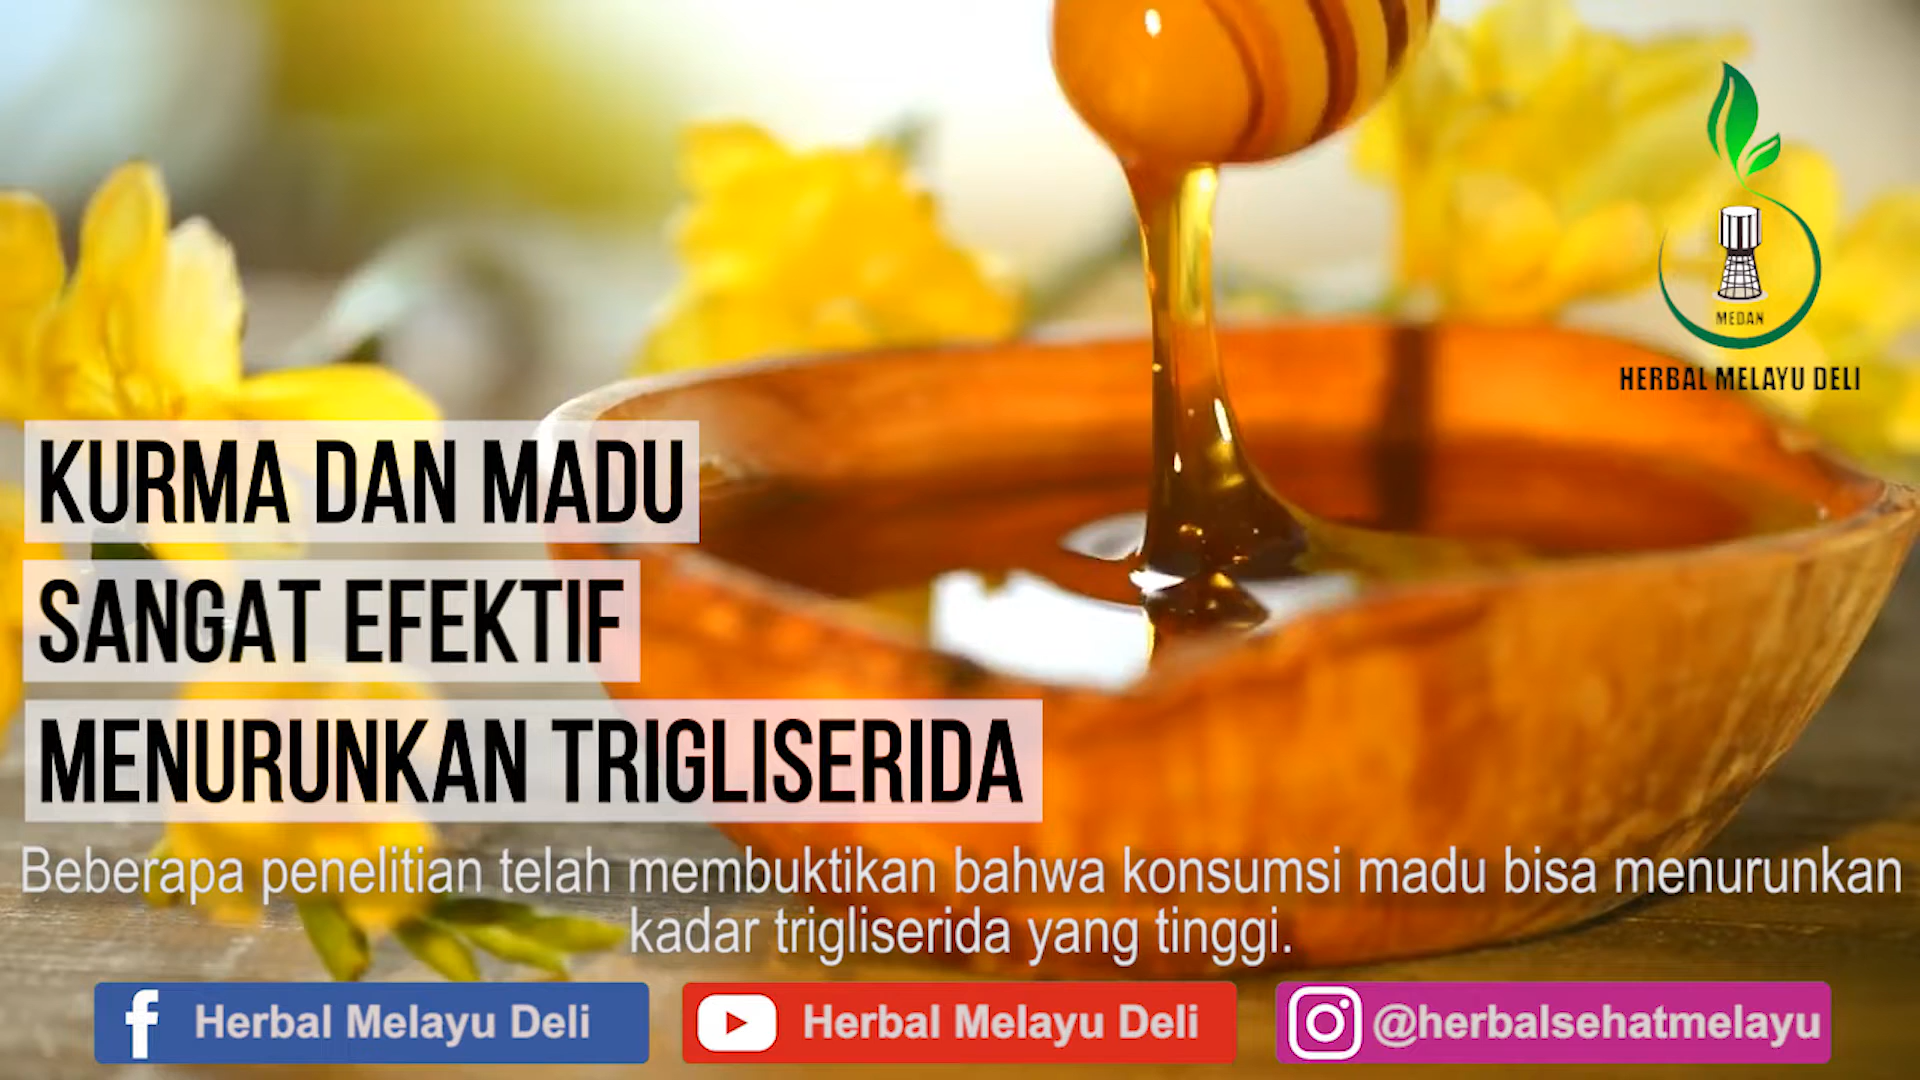 MEDAN
HERBAL MELAYU DELI
KURMA DAN MADU
SANGAT EFEKTIF
MENURUNKAN TRIGLISERIDA
Beberapa penelitian telah membuktikan bahwa konsumsi madu bisa menurunkan
kadar trigliserida yang tinggi.
Herbal Melayu Deli
Herbal Melayu Deli
@herbalsehatmelayu